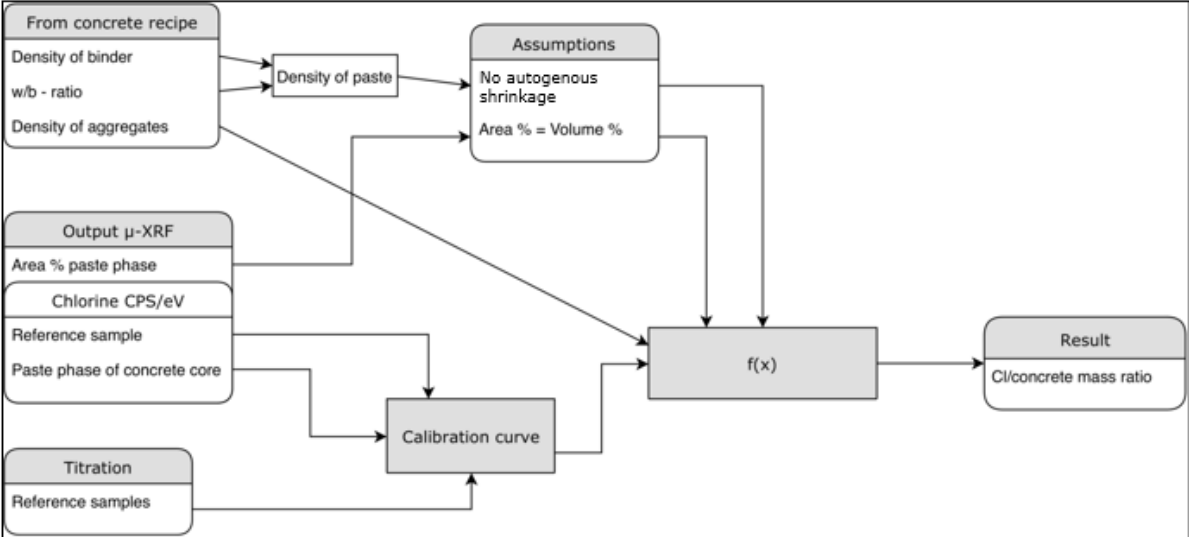 From concrete recipe
Density of binder
w/b - ratio
Density of aggregates
Density of paste
Assumptions
No autogenous
shrinkage
Area % = Volume %
Output μ-XRF
Area % paste phase
Chlorine CPS/eV
Reference sample
Paste phase of concrete core
Titration
Reference samples
Calibration curve
f(x)
Result
Cl/concrete mass ratio